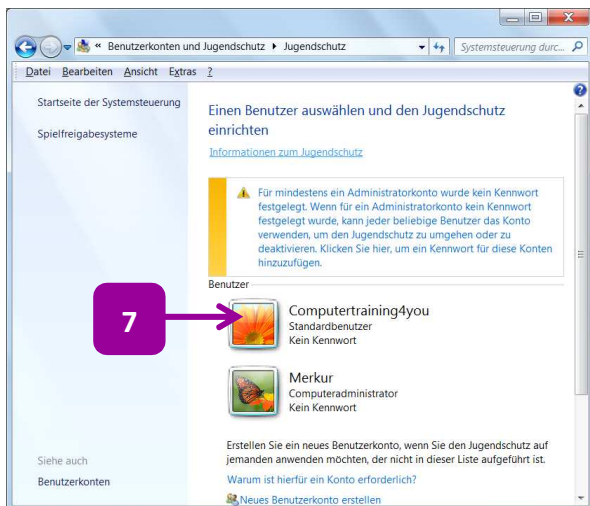 « Benutzerkonten und Jugendschutz ▸ Jugendschutz
Systemsteuerung durc...
Datei Bearbeiten Ansicht Extras ?
Startseite der Systemsteuerung
Spielfreigabesysteme
Einen Benutzer auswählen und den Jugendschutz
einrichten
Informationen zum Jugendschutz
Für mindestens ein Administratorkonto wurde kein Kennwort
festgelegt. Wenn für ein Administratorkonto kein Kennwort
festgelegt wurde, kann jeder beliebige Benutzer das Konto
verwenden, um den Jugendschutz zu umgehen oder zu
deaktivieren. Klicken Sie hier, um ein Kennwort für diese Konten
hinzuzufügen.
Benutzer
7
Computertraining4you
Standardbenutzer
Kein Kennwort
Merkur
Computeradministrator
Kein Kennwort
Erstellen Sie ein neues Benutzerkonto, wenn Sie den Jugendschutz auf
jemanden anwenden möchten, der nicht in dieser Liste aufgeführt ist.
Warum ist hierfür ein Konto erforderlich?
Neues Benutzerkonto erstellen
Siehe auch
Benutzerkonten